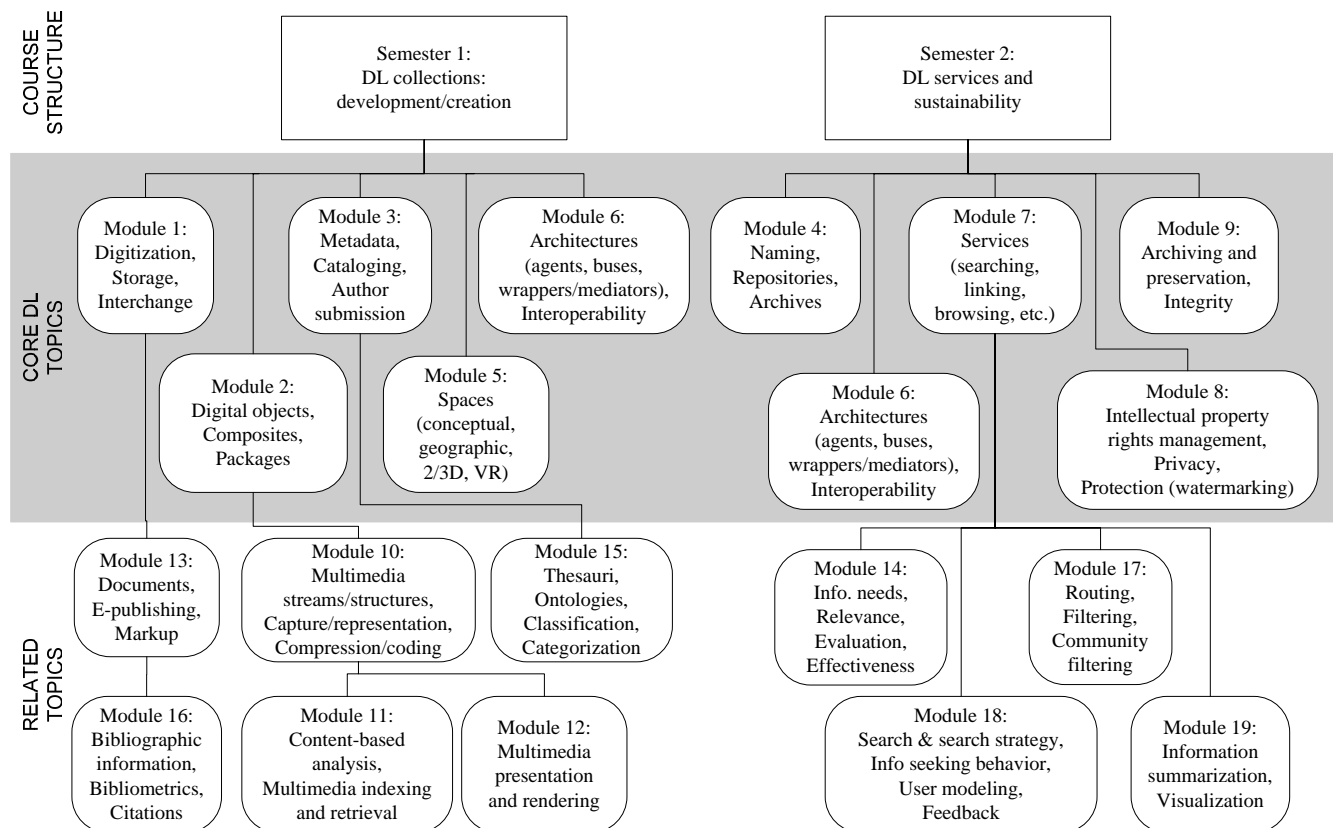 COURSE
STRUCTURE
Semester 1:
DL collections:
development/creation
Semester 2:
DL services and
sustainability
CORE DL
TOPICS
Module 1:
Digitization,
Storage,
Interchange
Module 3:
Metadata,
Cataloging,
Author
submission
Module 6:
Architectures
(agents, buses,
wrappers/mediators),
Interoperability
Module 4:
Naming,
Repositories,
Archives
Module 7:
Services
(searching,
linking,
browsing, etc.)
Module 9:
Archiving and
preservation,
Integrity
Module 2:
Digital objects,
Composites,
Packages
Module 5:
Spaces
(conceptual,
geographic,
2/3D, VR)
Module 6:
Architectures
(agents, buses,
wrappers/mediators),
Interoperability
Module 8:
Intellectual property
rights management,
Privacy,
Protection (watermarking)
RELATED
TOPICS
Module 13:
Documents,
E-publishing,
Markup
Module 10:
Multimedia
streams/structures,
Capture/representation,
Compression/coding
Module 15:
Thesauri,
Ontologies,
Classification,
Categorization
Module 14:
Info. needs,
Relevance,
Evaluation,
Effectiveness
Module 17:
Routing,
Filtering,
Community
filtering
Module 16:
Bibliographic
information,
Bibliometrics,
Citations
Module 11:
Content-based
analysis,
Multimedia indexing
and retrieval
Module 12:
Multimedia
presentation
and rendering
Module 18:
Search & search strategy,
Info seeking behavior,
User modeling,
Feedback
Module 19:
Information
summarization,
Visualization